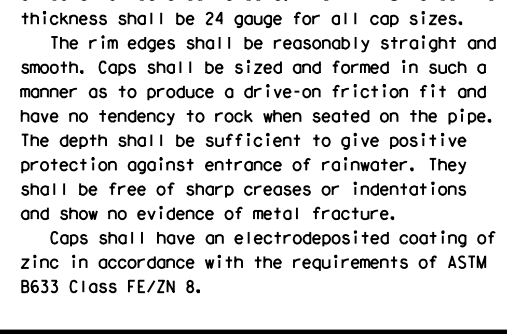 thickness shall be 24 gauge for all cap sizes.
The rim edges shall be reasonably straight and
smooth. Caps shall be sized and formed in such a
manner as to produce a drive-on friction fit and
have no tendency to rock when seated on the pipe.
The depth shall be sufficient to give positive
protection against entrance of rainwater. They
shall be free of sharp creases or indentations
and show no evidence of metal fracture.
Caps shall have an electrodeposited coating of
zinc in accordance with the requirements of ASTM
B633 Class FE/ZN 8.